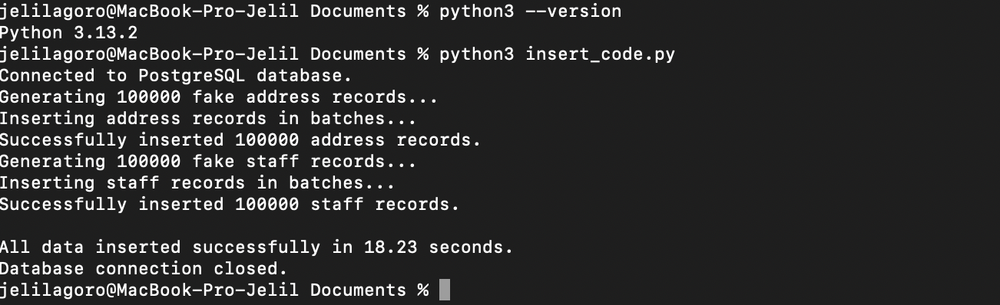 jelilagoro@MacBook-Pro-Jelil Documents % python3 --version
Python 3.13.2
jelilagoro@MacBook-Pro-Jelil Documents % python3 insert_code.py
Connected to PostgreSQL database.
Generating 100000 fake address records...
Inserting address records in batches...
Successfully inserted 100000 address records.
Generating 100000 fake staff records...
Inserting staff records in batches...
Successfully inserted 100000 staff records.
All data inserted successfully in 18.23 seconds.
Database connection closed.
jelilagoro@MacBook-Pro-Jelil Documents %